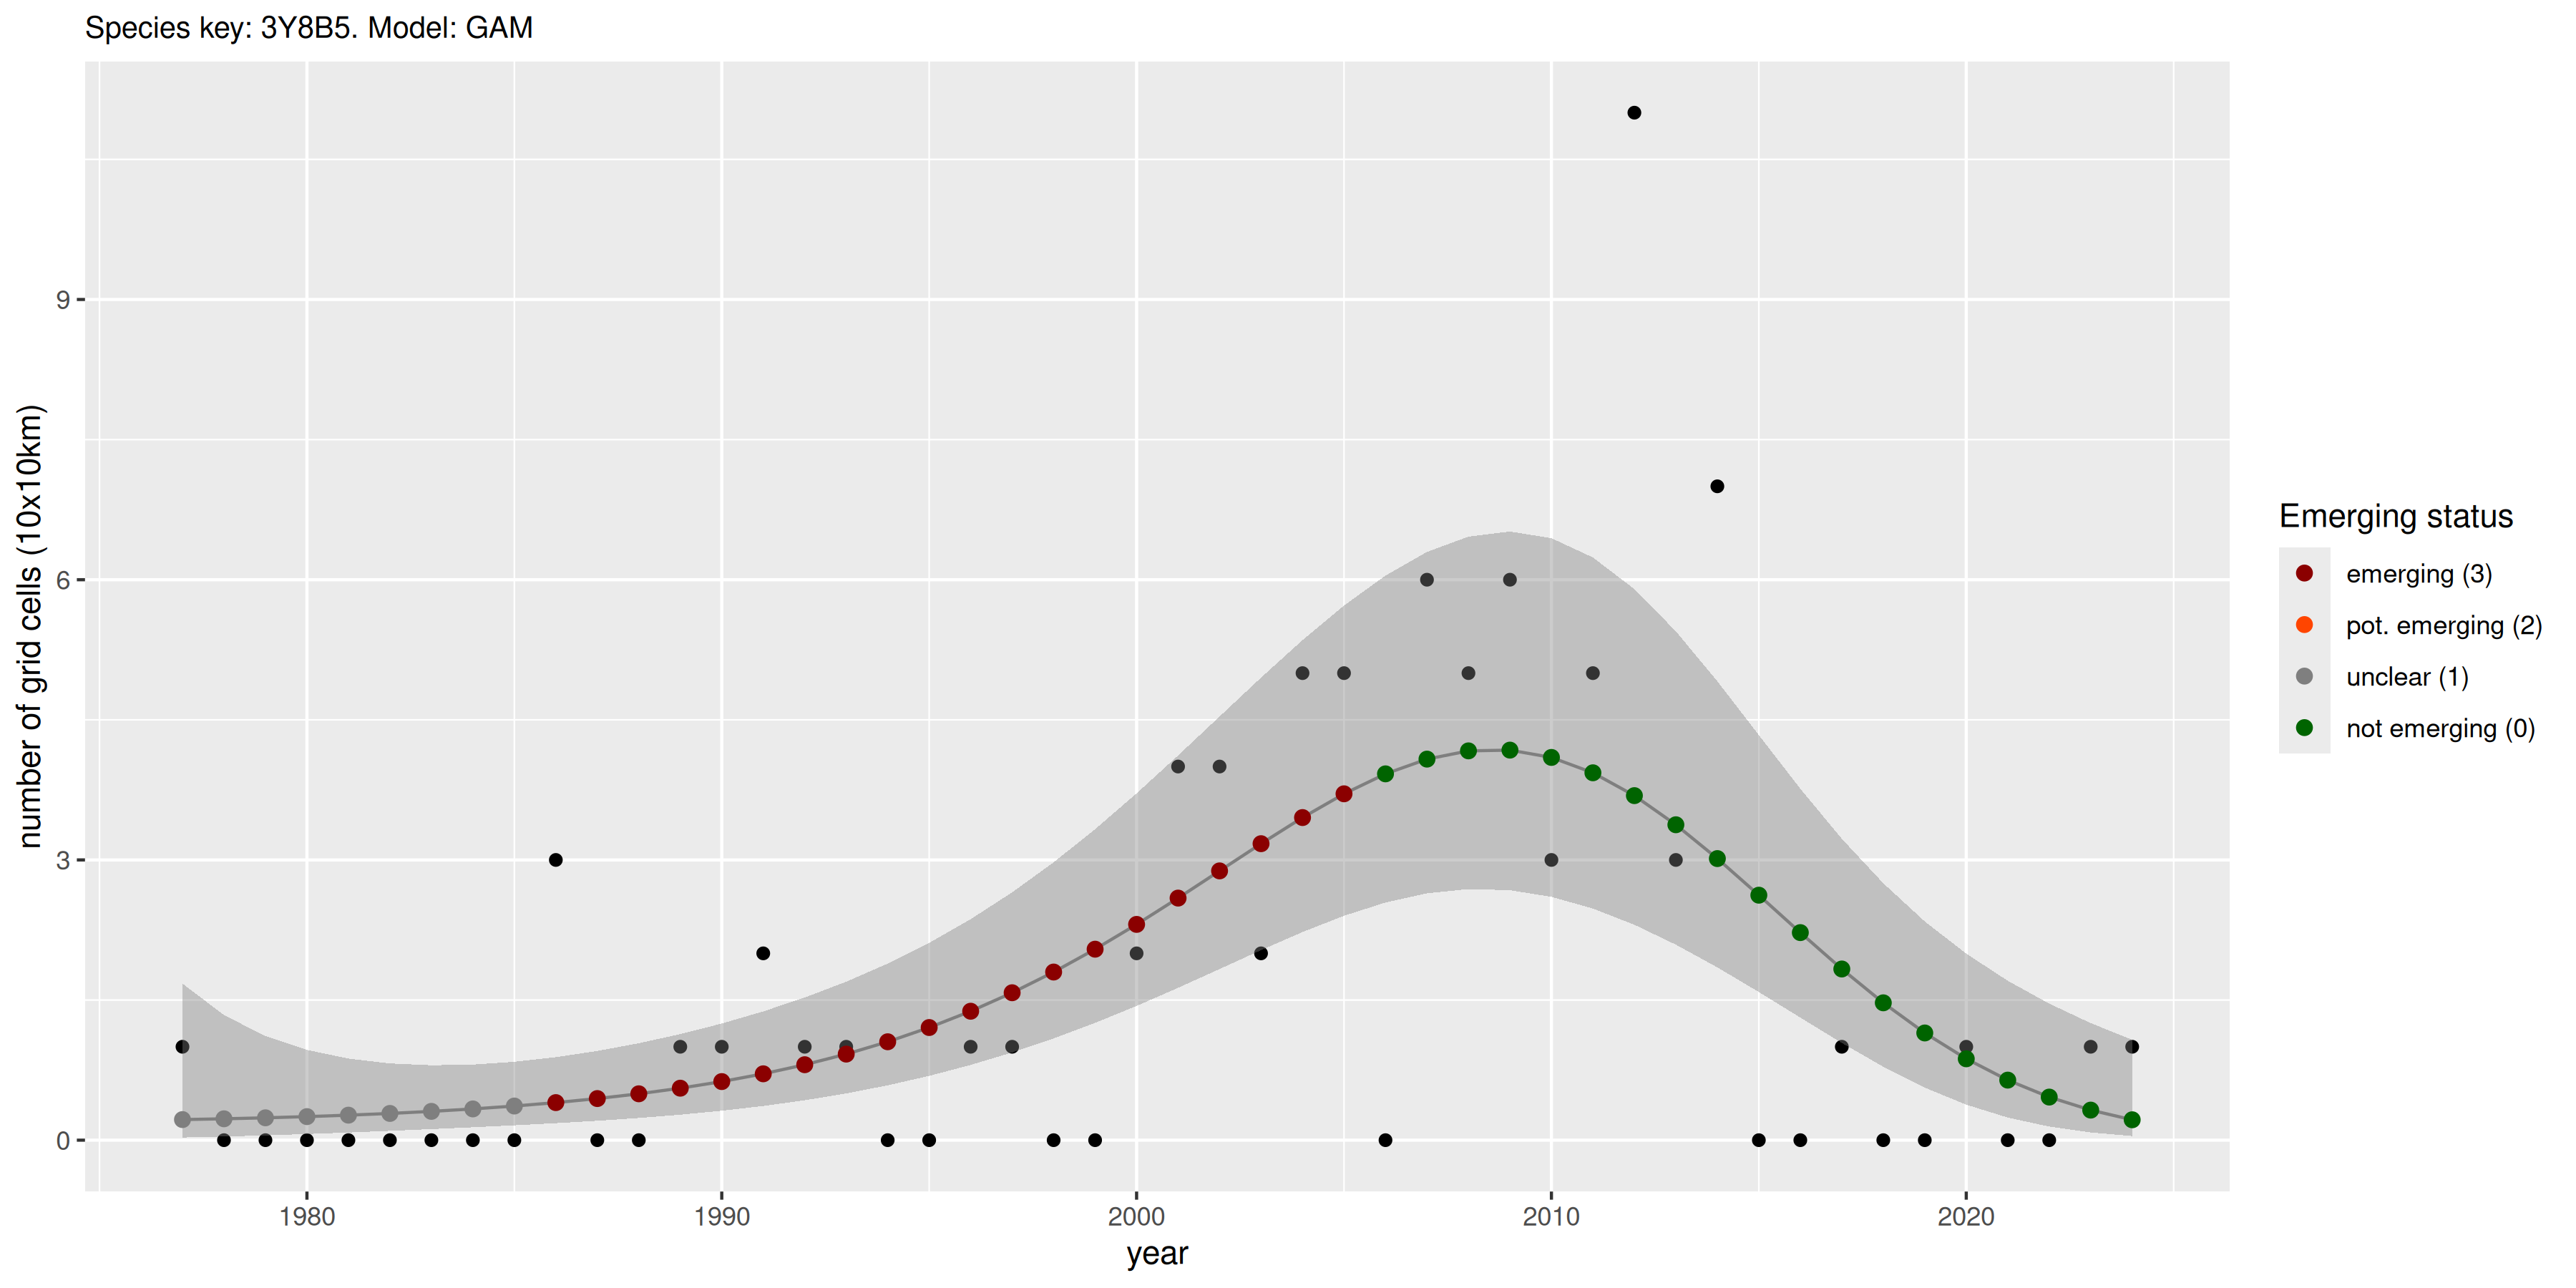 Species key: 3Y8B5. Model: GAM
number of grid cells (10x10km)
9
6
3
0
1980
1990
2000
2010
2020
year
Emerging status
emerging (3)
pot. emerging (2)
unclear (1)
not emerging (0)